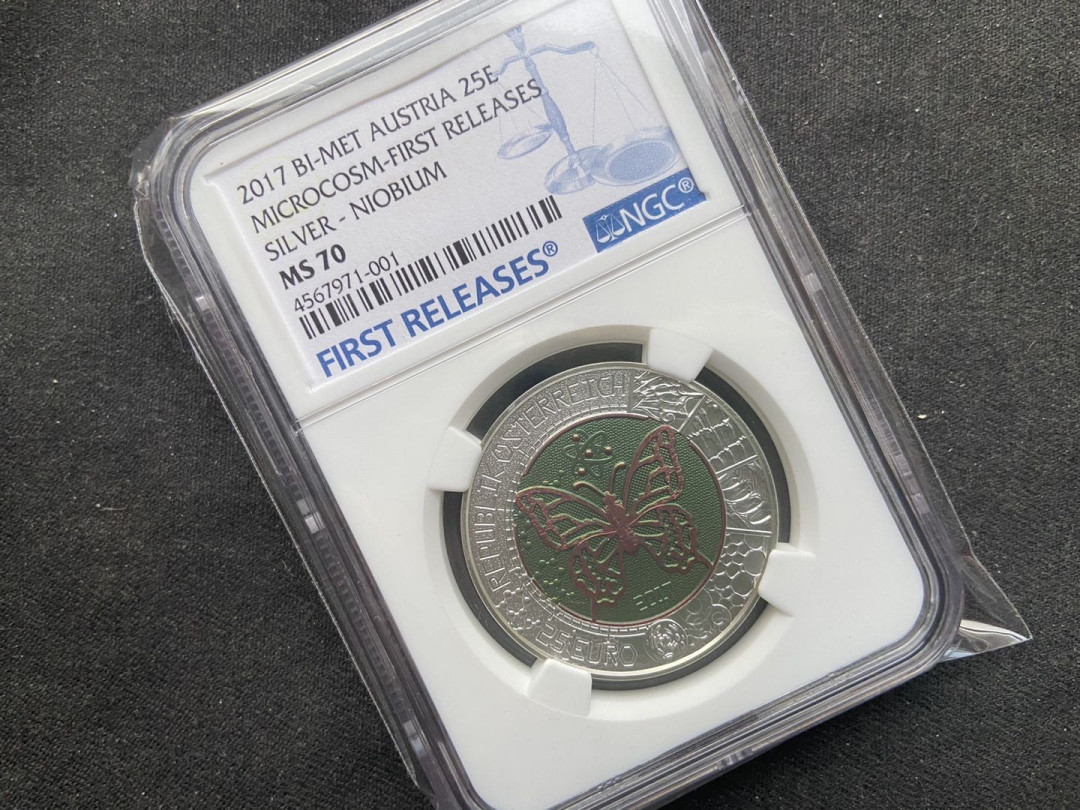 2017 BI-MET AUSTRIA 25E
MICROCOSM-FIRST RELEASES
SILVER - NIOBIUM
MS 70
4567971-001
FIRST RELEASES®
NGC®
REPUBLIK ÖSTERREICH
25 EURO
2017